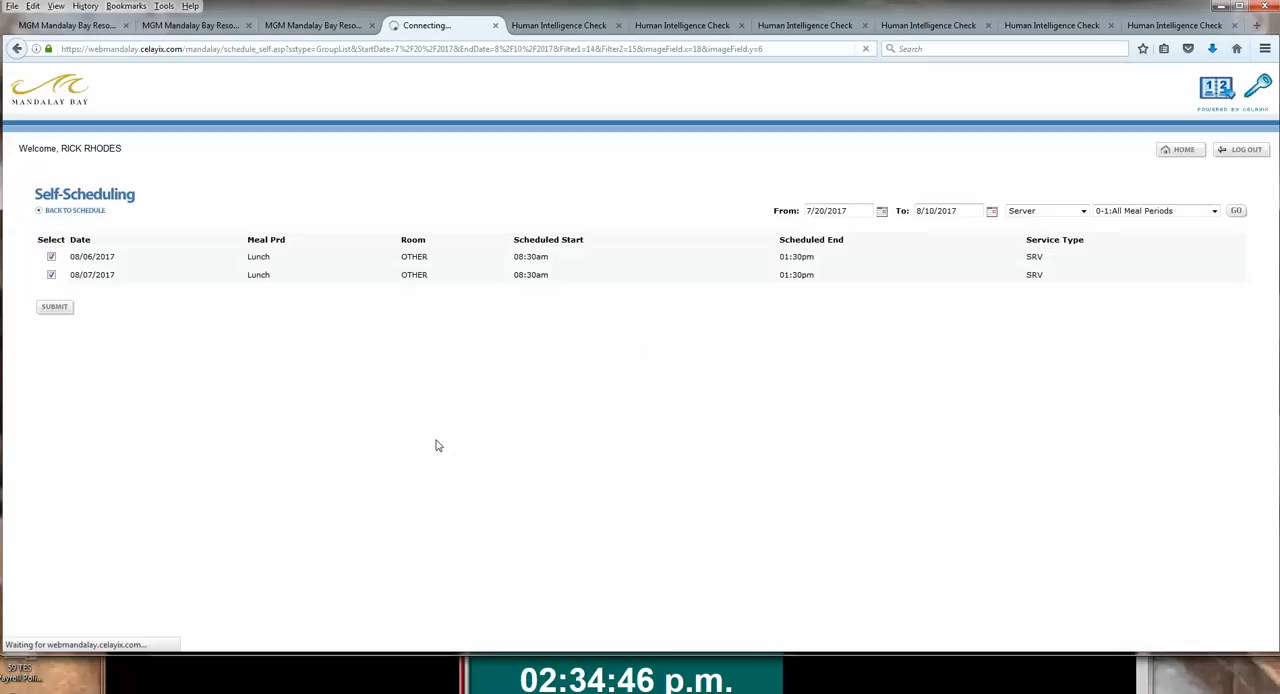 File Edit View History Bookmarks Tools Help
MGM Mandalay Bay Reso... × MGM Mandalay Bay Reso... × MGM Mandalay Bay Reso... × Connecting... × Human Intelligence Check × Human Intelligence Check × Human Intelligence Check × Human Intelligence Check × Human Intelligence Check × Human Intelligence Check × +
https://webmandalay.celayix.com/mandalay/schedule_self.asp?sstype=GroupList&StartDate=7%2F20%2F2017&EndDate=8%2F10%2F2017&Filter1=14&Filter2=15&imageField.x=18&imageField.y=6 Search
MANDALAY BAY
12
POWERED BY CELAYIX
Welcome, RICK RHODES HOME LOG OUT
Self-Scheduling
BACK TO SCHEDULE
From: 7/20/2017 To: 8/10/2017 Server 0-1:All Meal Periods GO
Select Date Meal Prd Room Scheduled Start Scheduled End Service Type
08/06/2017 Lunch OTHER 08:30am 01:30pm SRV
08/07/2017 Lunch OTHER 08:30am 01:30pm SRV
SUBMIT
Waiting for webmandalay.celayix.com...
02:34:46 p.m.